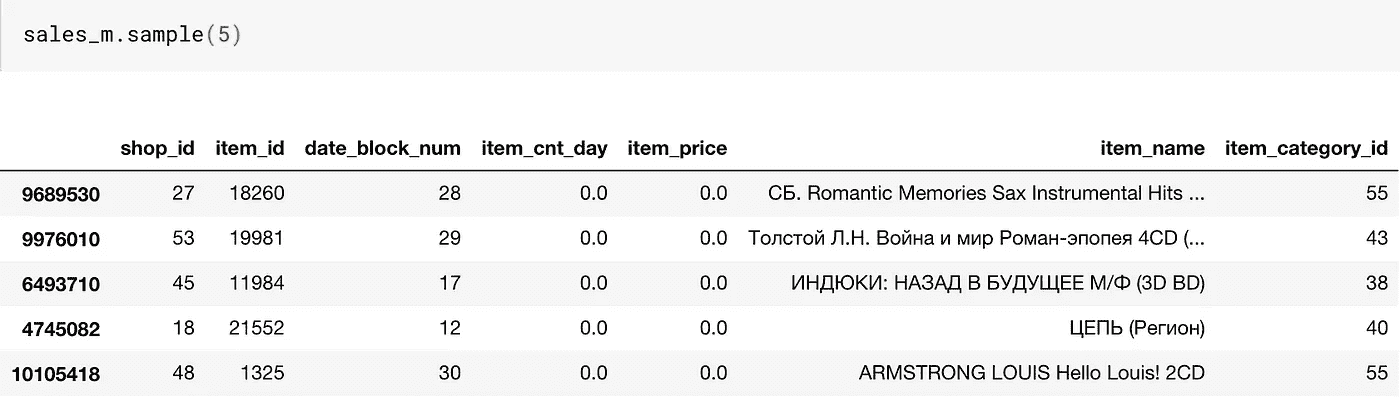 sales_m.sample(5)
shop_id item_id date_block_num item_cnt_day item_price item_name item_category_id
9689530 27 18260 28 0.0 0.0 СБ. Romantic Memories Sax Instrumental Hits ... 55
9976010 53 19981 29 0.0 0.0 Толстой Л.Н. Война и мир Роман-эпопея 4CD (... 43
6493710 45 11984 17 0.0 0.0 ИНДЮКИ: НАЗАД В БУДУЩЕЕ М/Ф (3D BD) 38
4745082 18 21552 12 0.0 0.0 ЦЕПЬ (Регион) 40
10105418 48 1325 30 0.0 0.0 ARMSTRONG LOUIS Hello Louis! 2CD 55